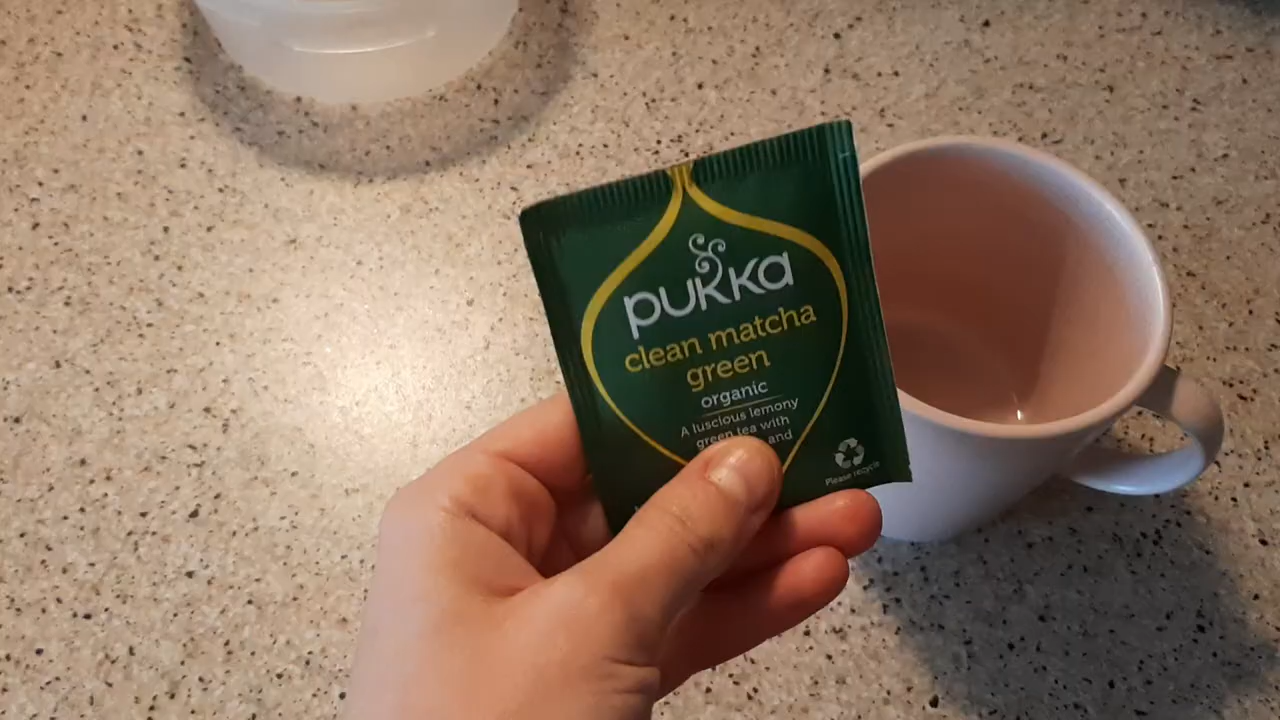 pukka
clean matcha
green
organic
A luscious lemony
green tea with
and
Please recycle